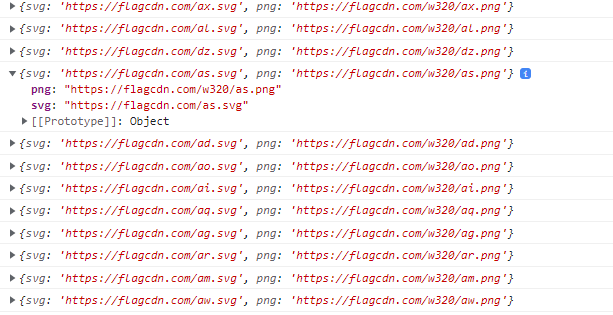 {svg: 'https://flagcdn.com/ax.svg', png: 'https://flagcdn.com/w320/ax.png'}
{svg: 'https://flagcdn.com/al.svg', png: 'https://flagcdn.com/w320/al.png'}
{svg: 'https://flagcdn.com/dz.svg', png: 'https://flagcdn.com/w320/dz.png'}
{svg: 'https://flagcdn.com/as.svg', png: 'https://flagcdn.com/w320/as.png'} i
png: "https://flagcdn.com/w320/as.png"
svg: "https://flagcdn.com/as.svg"
[[Prototype]]: Object
{svg: 'https://flagcdn.com/ad.svg', png: 'https://flagcdn.com/w320/ad.png'}
{svg: 'https://flagcdn.com/ao.svg', png: 'https://flagcdn.com/w320/ao.png'}
{svg: 'https://flagcdn.com/ai.svg', png: 'https://flagcdn.com/w320/ai.png'}
{svg: 'https://flagcdn.com/aq.svg', png: 'https://flagcdn.com/w320/aq.png'}
{svg: 'https://flagcdn.com/ag.svg', png: 'https://flagcdn.com/w320/ag.png'}
{svg: 'https://flagcdn.com/ar.svg', png: 'https://flagcdn.com/w320/ar.png'}
{svg: 'https://flagcdn.com/am.svg', png: 'https://flagcdn.com/w320/am.png'}
{svg: 'https://flagcdn.com/aw.svg', png: 'https://flagcdn.com/w320/aw.png'}